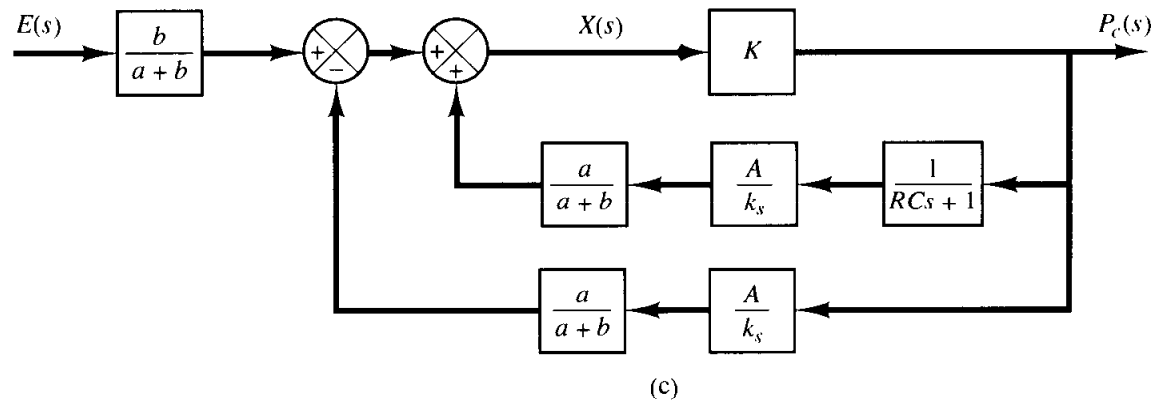 E(s)
b
a + b
+
−
+
+
X(s)
K
P_c(s)
a
a + b
A
k_s
1
RCs + 1
a
a + b
A
k_s
(c)